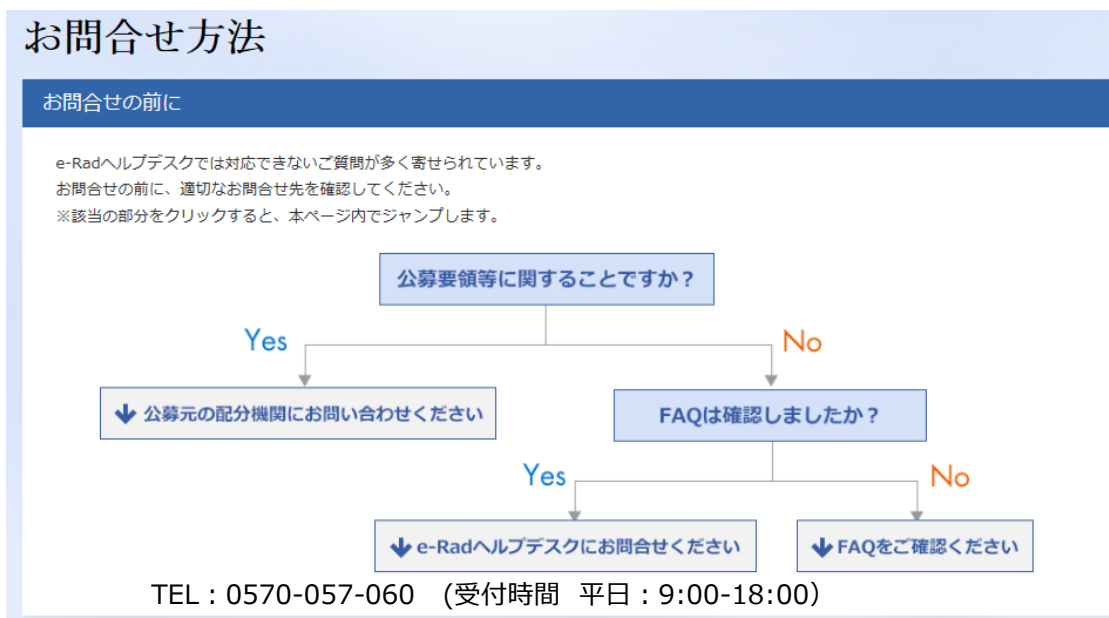 お問合せ方法
お問合せの前に
e-Radヘルプデスクでは対応できないご質問が多く寄せられています。
お問合せの前に、適切なお問合せ先を確認してください。
※該当の部分をクリックすると、本ページ内でジャンプします。
公募要領等に関することですか？
Yes
No
公募元の配分機関にお問い合わせください
FAQは確認しましたか？
Yes
No
e-Radヘルプデスクにお問合せください
FAQをご確認ください
TEL：0570-057-060 (受付時間 平日：9:00-18:00）